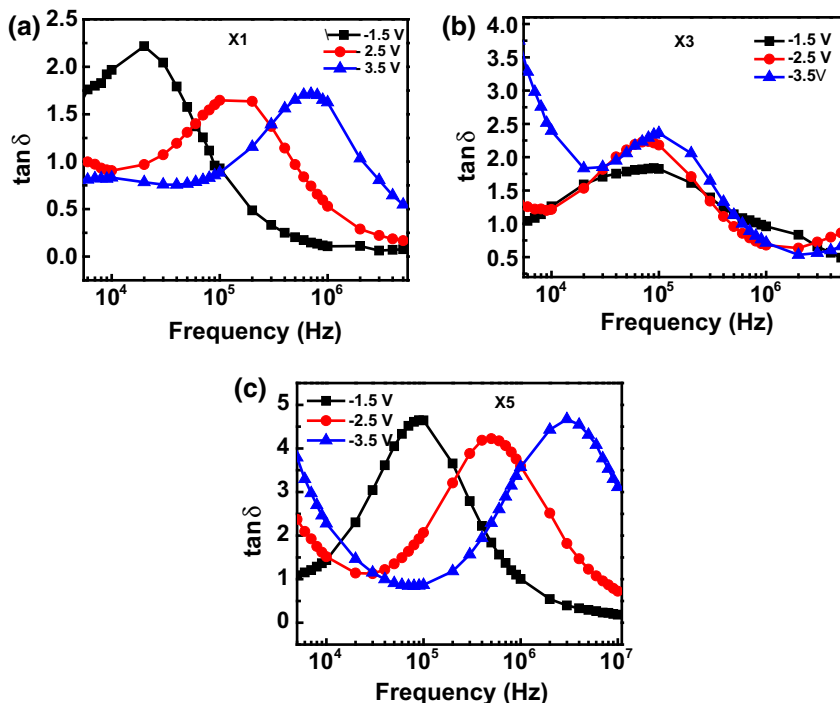 (a)
X1
-1.5 V
- 2.5 V
- 3.5 V
2.5
2.0
1.5
1.0
0.5
0.0
tan δ
10⁴
10⁵
10⁶
Frequency (Hz)
(b)
X3
-1.5 V
-2.5 V
-3.5V
4.0
3.5
3.0
2.5
2.0
1.5
1.0
0.5
tan δ
10⁴
10⁵
10⁶
Frequency (Hz)
(c)
X5
-1.5 V
-2.5 V
-3.5 V
5
4
3
2
1
0
tan δ
10⁴
10⁵
10⁶
10⁷
Frequency (Hz)